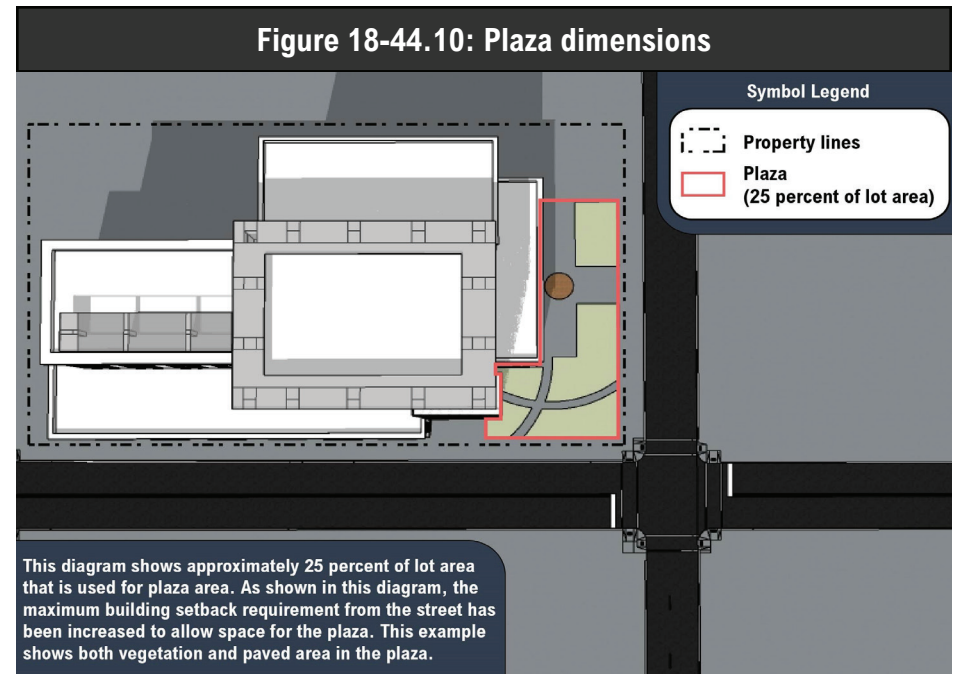 Figure 18-44.10: Plaza dimensions
Symbol Legend
Property lines
Plaza
(25 percent of lot area)
This diagram shows approximately 25 percent of lot area
that is used for plaza area. As shown in this diagram, the
maximum building setback requirement from the street has
been increased to allow space for the plaza. This example
shows both vegetation and paved area in the plaza.